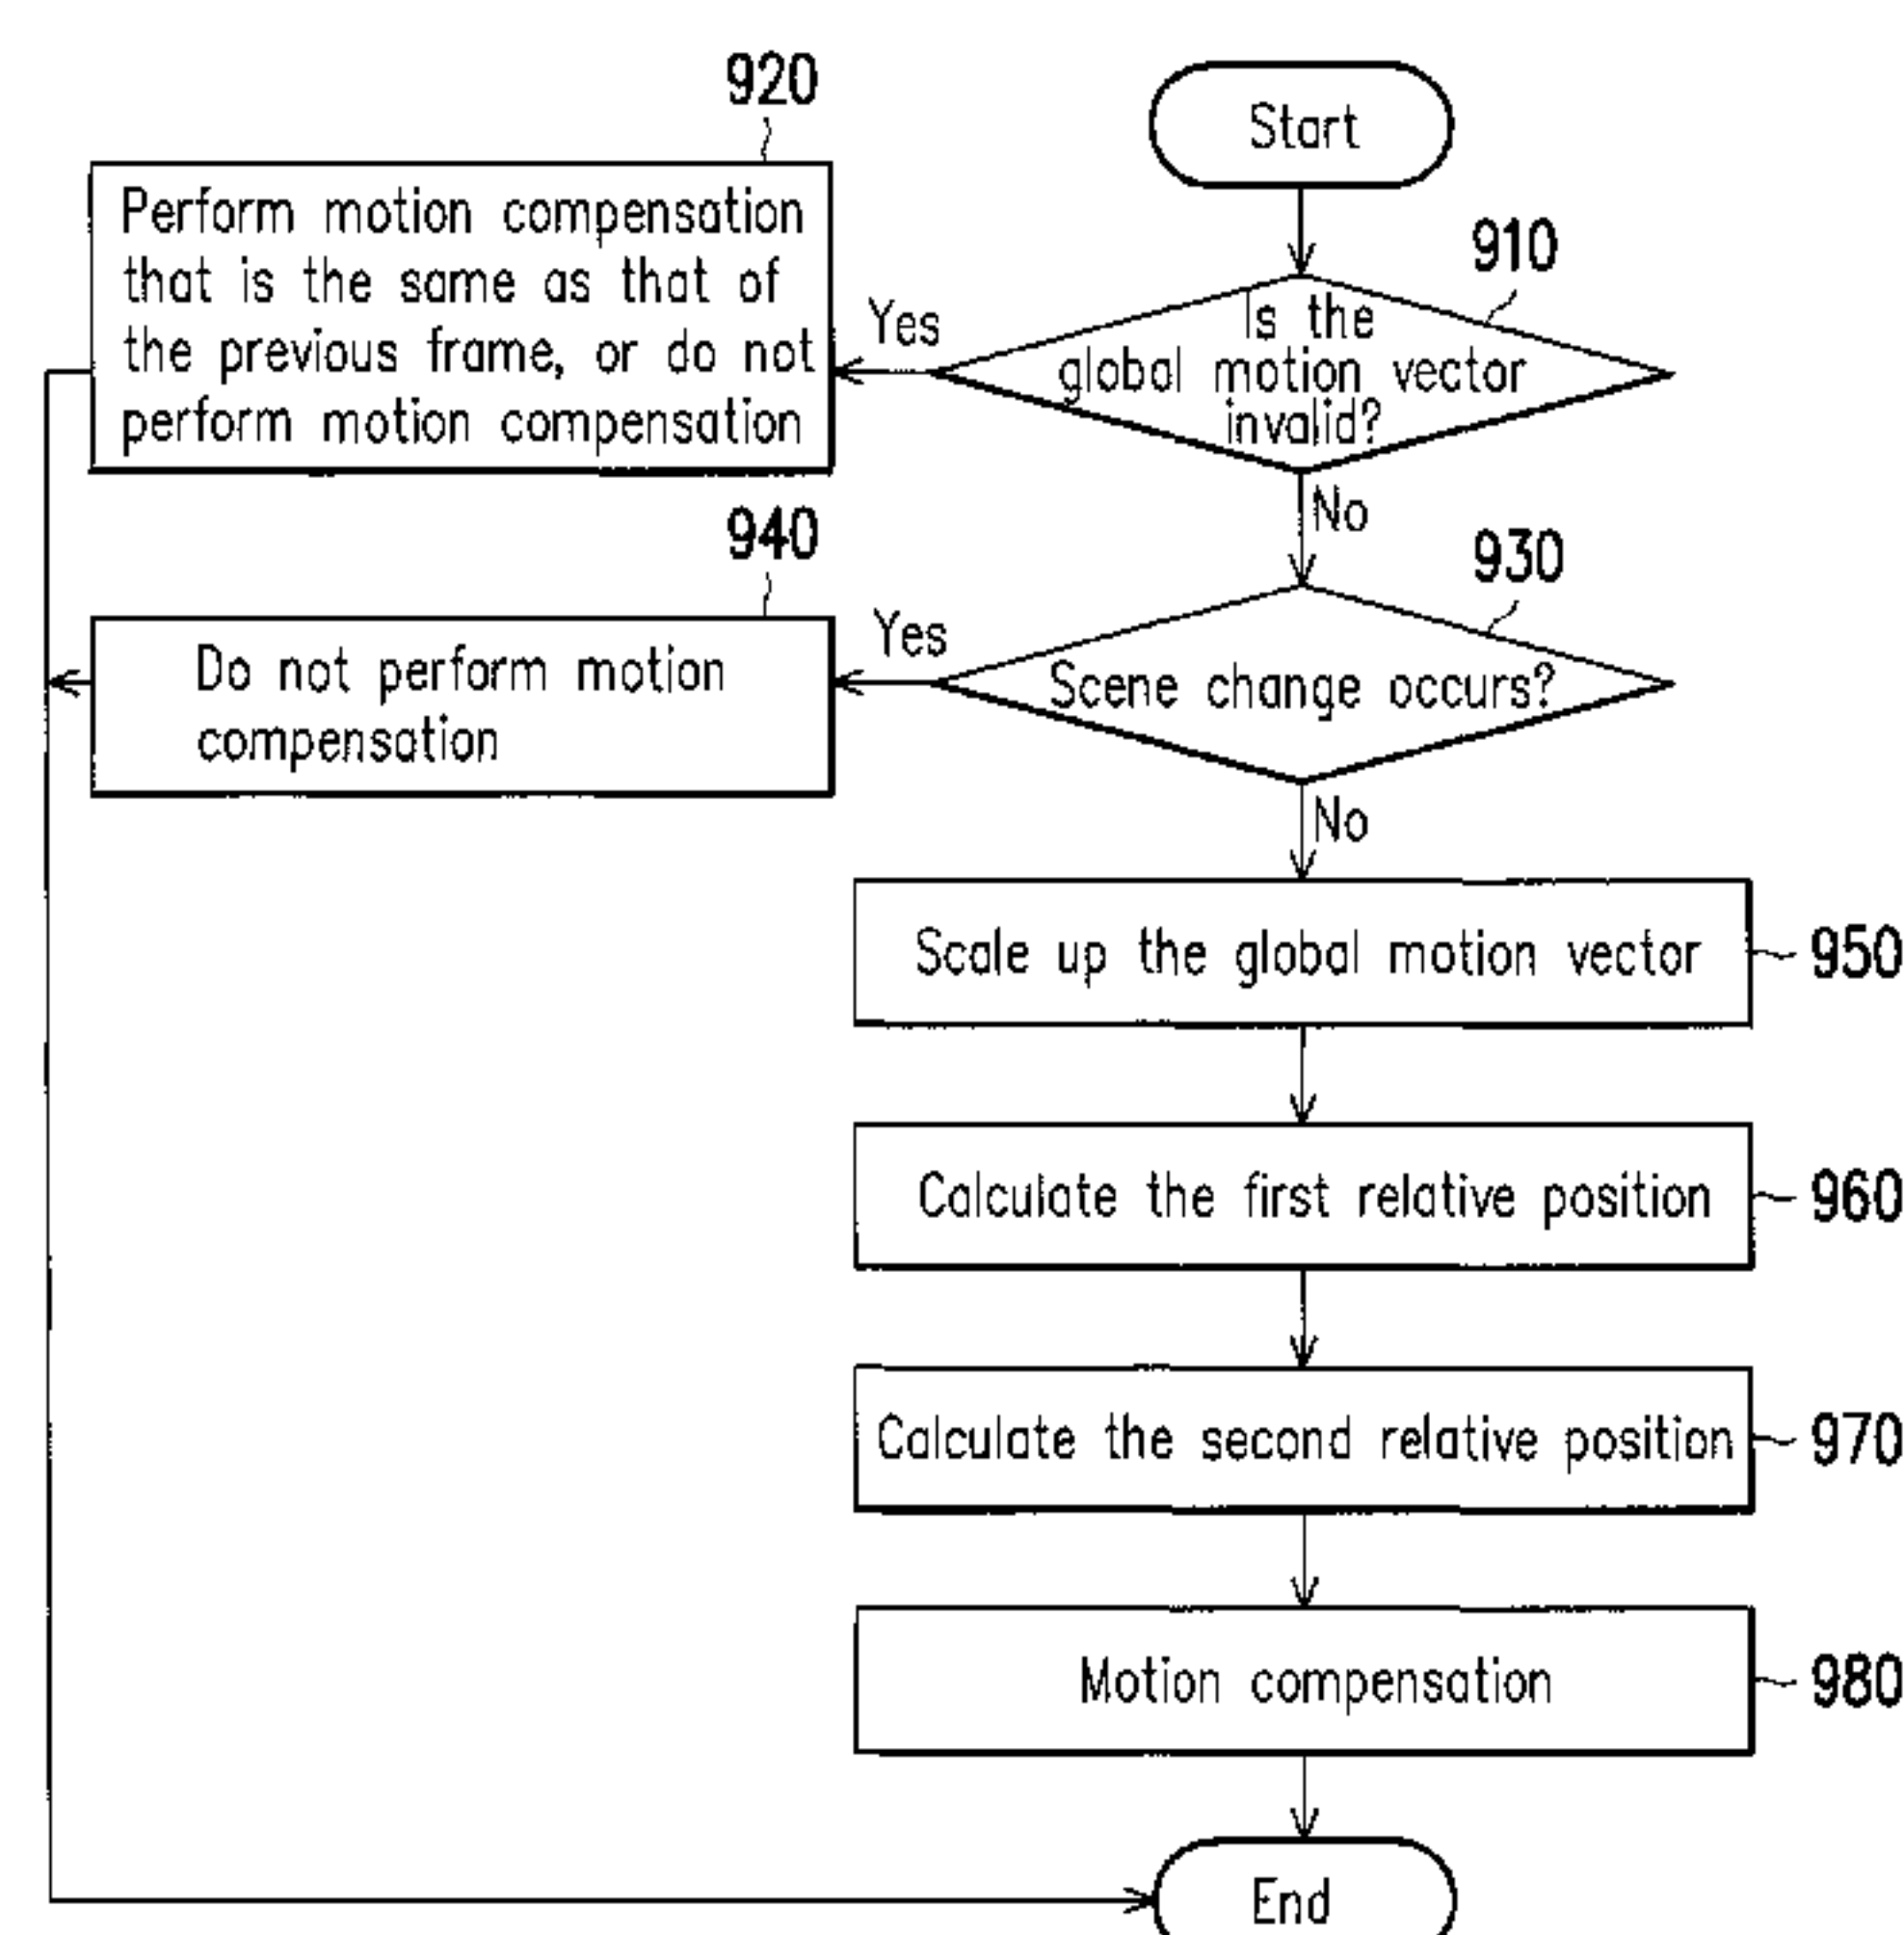 920
Start
Perform motion compensation
that is the same as that of
the previous frame, or do not
perform motion compensation
910
Yes
Is the
global motion vector
invalid?
No
940
930
Do not perform motion
compensation
Yes
Scene change occurs?
No
Scale up the global motion vector
950
Calculate the first relative position
960
Calculate the second relative position
970
Motion compensation
980
End